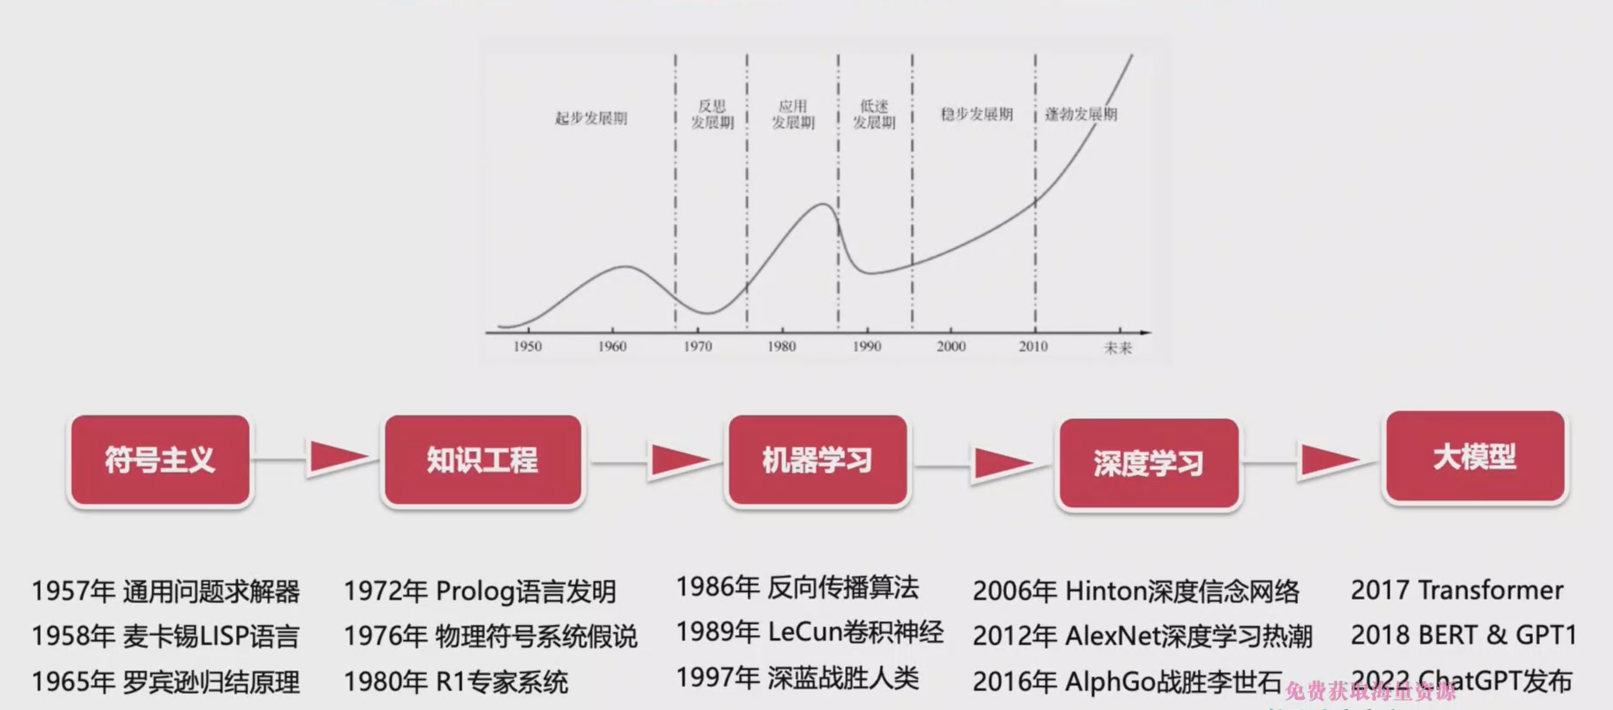 起步发展期
反思
发展期
应用
发展期
低迷
发展期
稳步发展期
蓬勃发展期
1950
1960
1970
1980
1990
2000
2010
未来
符号主义
知识工程
机器学习
深度学习
大模型
1957年 通用问题求解器
1958年 麦卡锡LISP语言
1965年 罗宾逊归结原理
1972年 Prolog语言发明
1976年 物理符号系统假说
1980年 R1专家系统
1986年 反向传播算法
1989年 LeCun卷积神经
1997年 深蓝战胜人类
2006年 Hinton深度信念网络
2012年 AlexNet深度学习热潮
2016年 AlphGo战胜李世石
2017 Transformer
2018 BERT & GPT1
2022 ChatGPT发布
免费获取海量资源